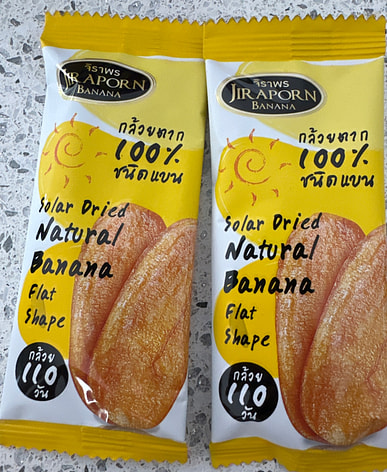 จิราพร
JIRAPORN
BANANA
กล้วยตาก
100%
ชนิดแบน
Solar Dried
Natural
Banana
Flat
Shape
กล้วย
110
วัน
จิราพร
JIRAPORN
BANANA
กล้วยตาก
100%
ชนิดแบน
Solar Dried
Natural
Banana
Flat
Shape
กล้วย
110
วัน